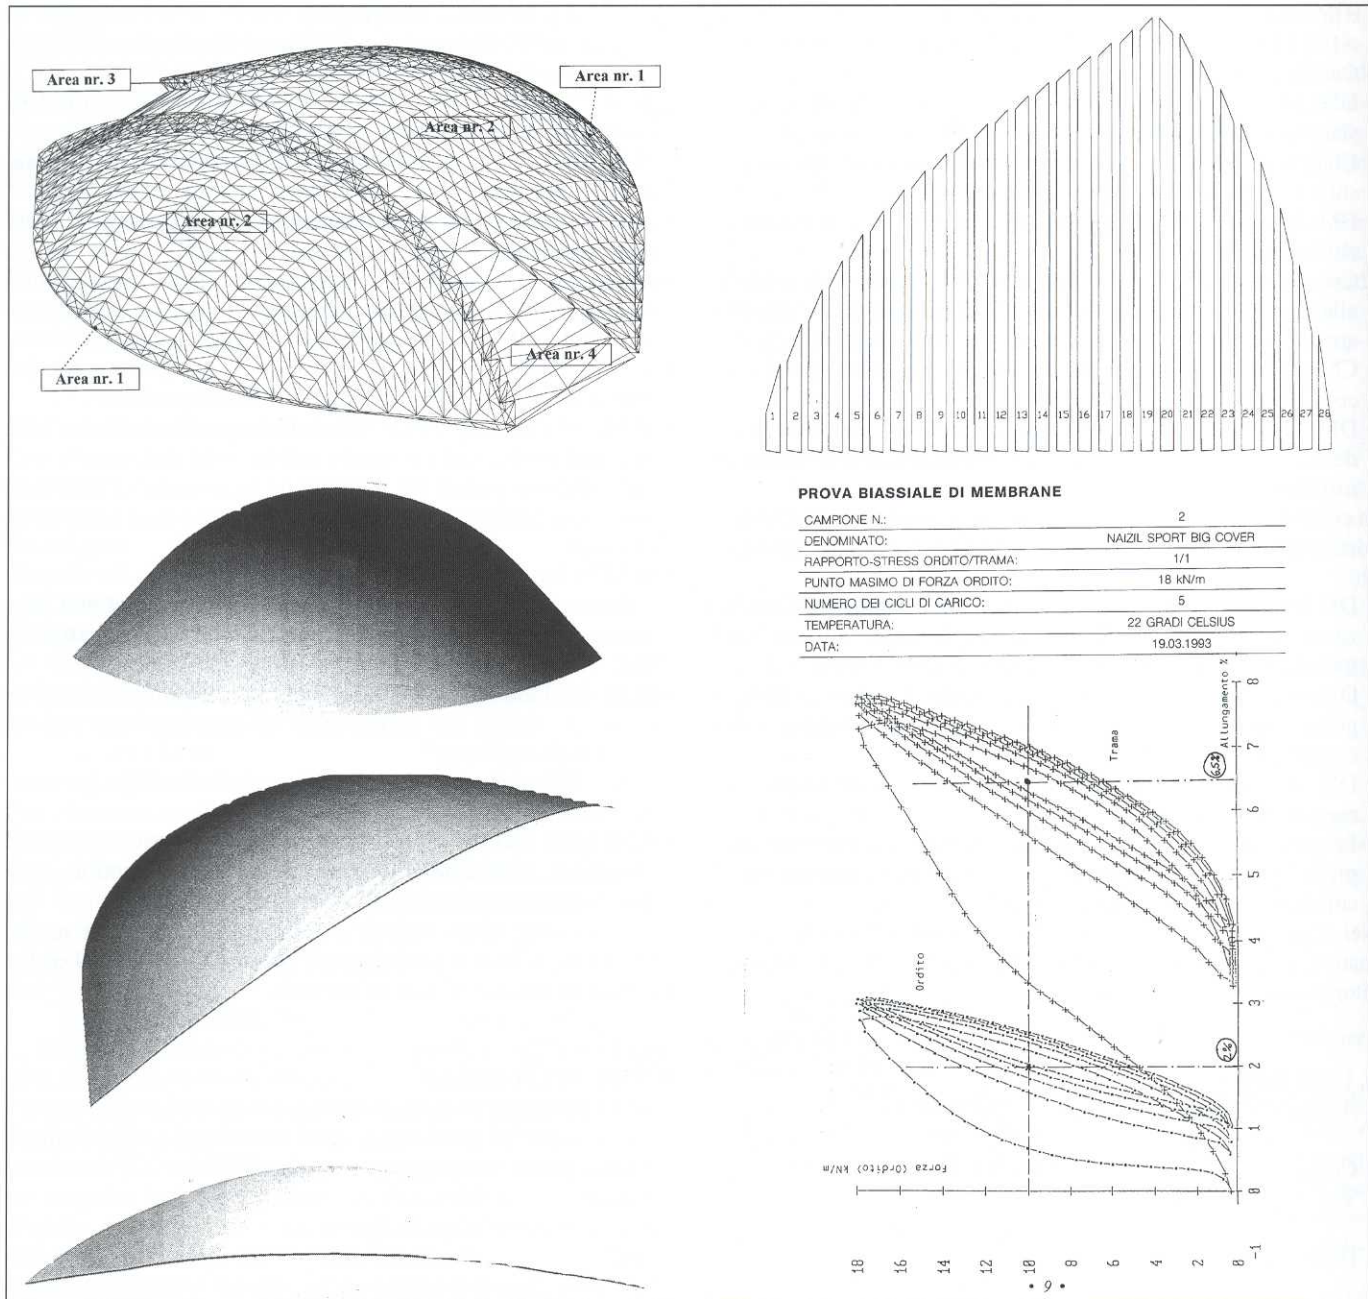 Area nr. 3
Area nr. 1
Area nr. 2
Area nr. 2
Area nr. 4
Area nr. 1
1 2 3 4 5 6 7 8 9 10 11 12 13 14 15 16 17 18 19 20 21 22 23 24 25 26 27 28
PROVA BIASSIALE DI MEMBRANE
CAMPIONE N.: 2
DENOMINATO: NAIZIL SPORT BIG COVER
RAPPORTO-STRESS ORDITO/TRAMA: 1/1
PUNTO MASIMO DI FORZA ORDITO: 18 kN/m
NUMERO DEI CICLI DI CARICO: 5
TEMPERATURA: 22 GRADI CELSIUS
DATA: 19.03.1993
Allungamento %
8
7
6
5
4
3
2
1
0
-1
Trama
6.5%
Ordito
2%
Forza (Ordito) kN/m
18 16 14 12 10 8 6 4 2 0
• 9 •